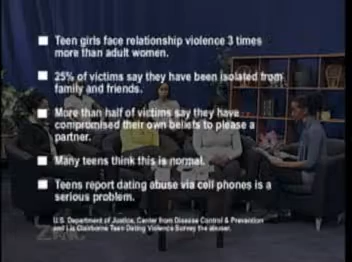 Teen girls face relationship violence 3 times
more than adult women.
25% of victims say they have been isolated from
family and friends.
More than half of victims say they have
compromised their own beliefs to please a
partner.
Many teens think this is normal.
Teens report dating abuse via cell phones is a
serious problem.
U.S. Department of Justice, Center from Disease Control & Prevention
and Liz Claiborne Teen Dating Violence Survey the abuser.